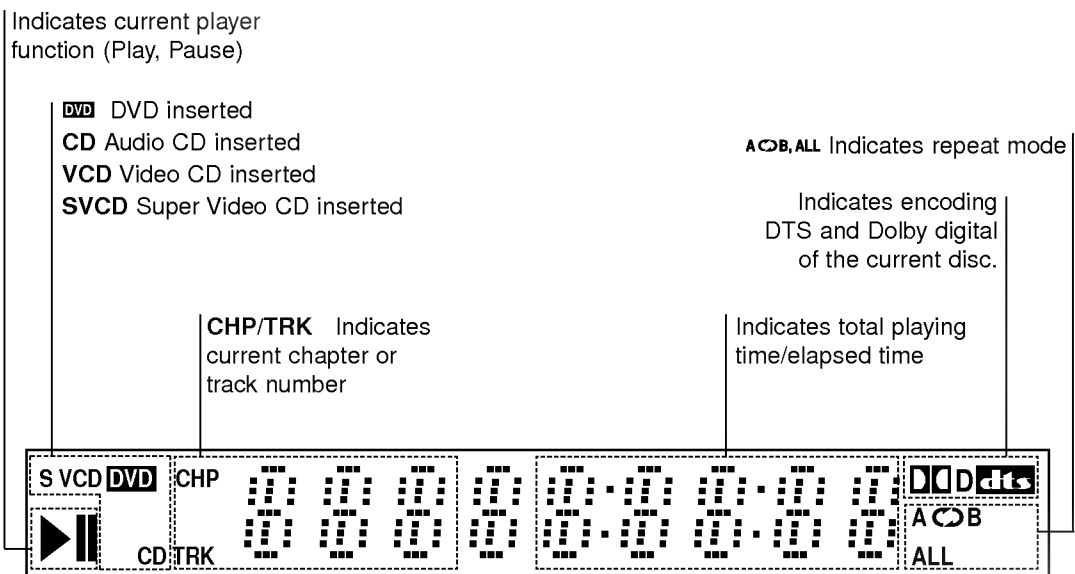 Indicates current player
function (Play, Pause)
DVD DVD inserted
CD Audio CD inserted
VCD Video CD inserted
SVCD Super Video CD inserted
A B, ALL Indicates repeat mode
Indicates encoding
DTS and Dolby digital
of the current disc.
CHP/TRK Indicates
current chapter or
track number
Indicates total playing
time/elapsed time
S VCD DVD CHP
D dts
A B
CD TRK
ALL